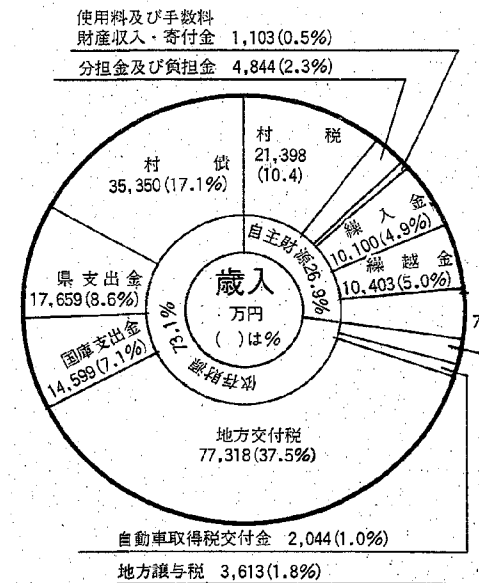 使用料及び手数料
財産収入・寄付金 1,103(0.5%)
分担金及び負担金 4,844(2.3%)
村税
21,398
(10.4)
村債
35,350(17.1%)
繰入金
10,100(4.9%)
繰越金
10,403(5.0%)
自主財源26.9%
歳入
万円
( )は%
依存財源 73.1%
県支出金
17,659(8.6%)
国庫支出金
14,599(7.1%)
7
地方交付税
77,318(37.5%)
自動車取得税交付金 2,044(1.0%)
地方譲与税 3,613(1.8%)